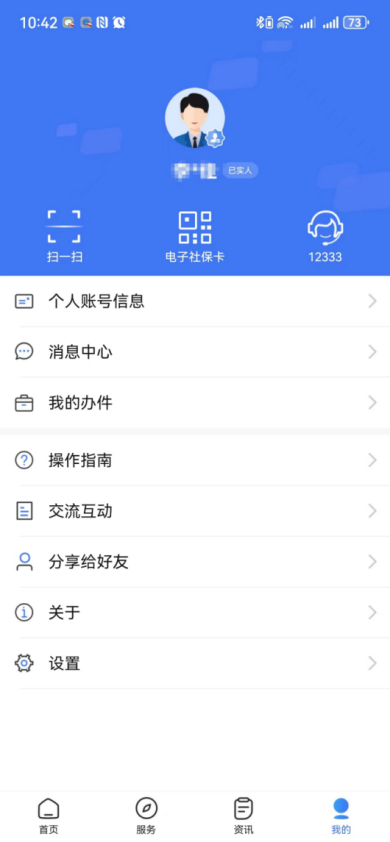 10:42
73
已实人
扫一扫
电子社保卡
12333
个人账号信息
消息中心
我的办件
操作指南
交流互动
分享给好友
关于
设置
首页
服务
资讯
我的